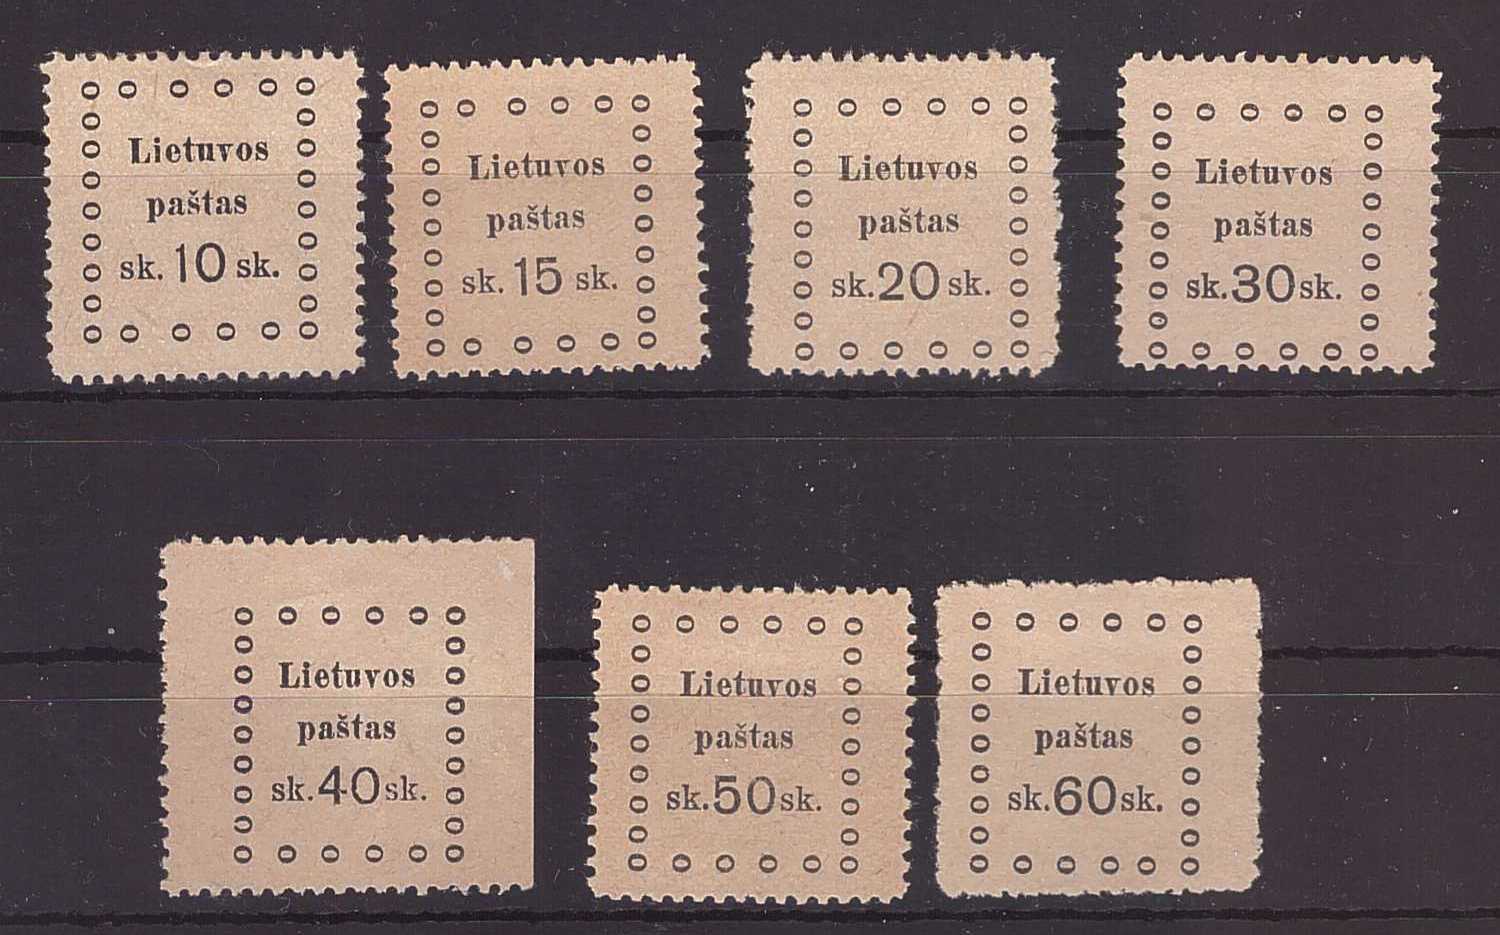 Lietuvos
paštas
sk. 10 sk.
Lietuvos
paštas
sk. 15 sk.
Lietuvos
paštas
sk. 20 sk.
Lietuvos
paštas
sk. 30 sk.
Lietuvos
paštas
sk. 40 sk.
Lietuvos
paštas
sk. 50 sk.
Lietuvos
paštas
sk. 60 sk.